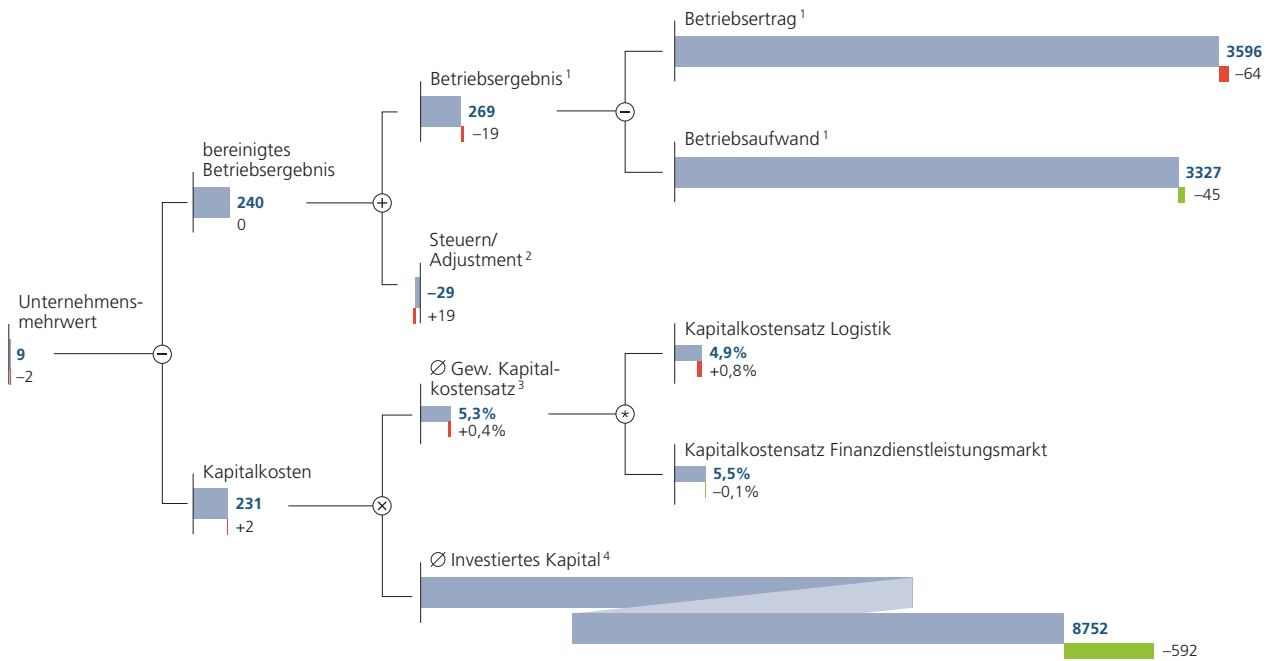 Betriebsertrag 1
3596
–64
Betriebsergebnis 1
269
–19
Betriebsaufwand 1
3327
–45
bereinigtes
Betriebsergebnis
240
0
Steuern/
Adjustment 2
–29
+19
Unternehmens-
mehrwert
9
–2
Kapitalkostensatz Logistik
4,9%
+0,8%
∅ Gew. Kapital-
kostensatz 3
5,3%
+0,4%
Kapitalkostensatz Finanzdienstleistungsmarkt
5,5%
–0,1%
Kapitalkosten
231
+2
∅ Investiertes Kapital 4
8752
–592